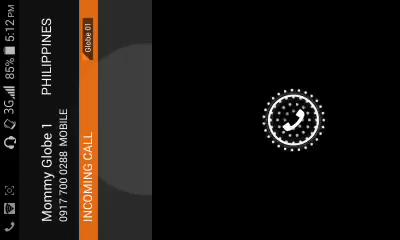 3G 85% 5:12 PM
Mommy Globe 1 PHILIPPINES
0917 700 0288 MOBILE
INCOMING CALL Globe 01